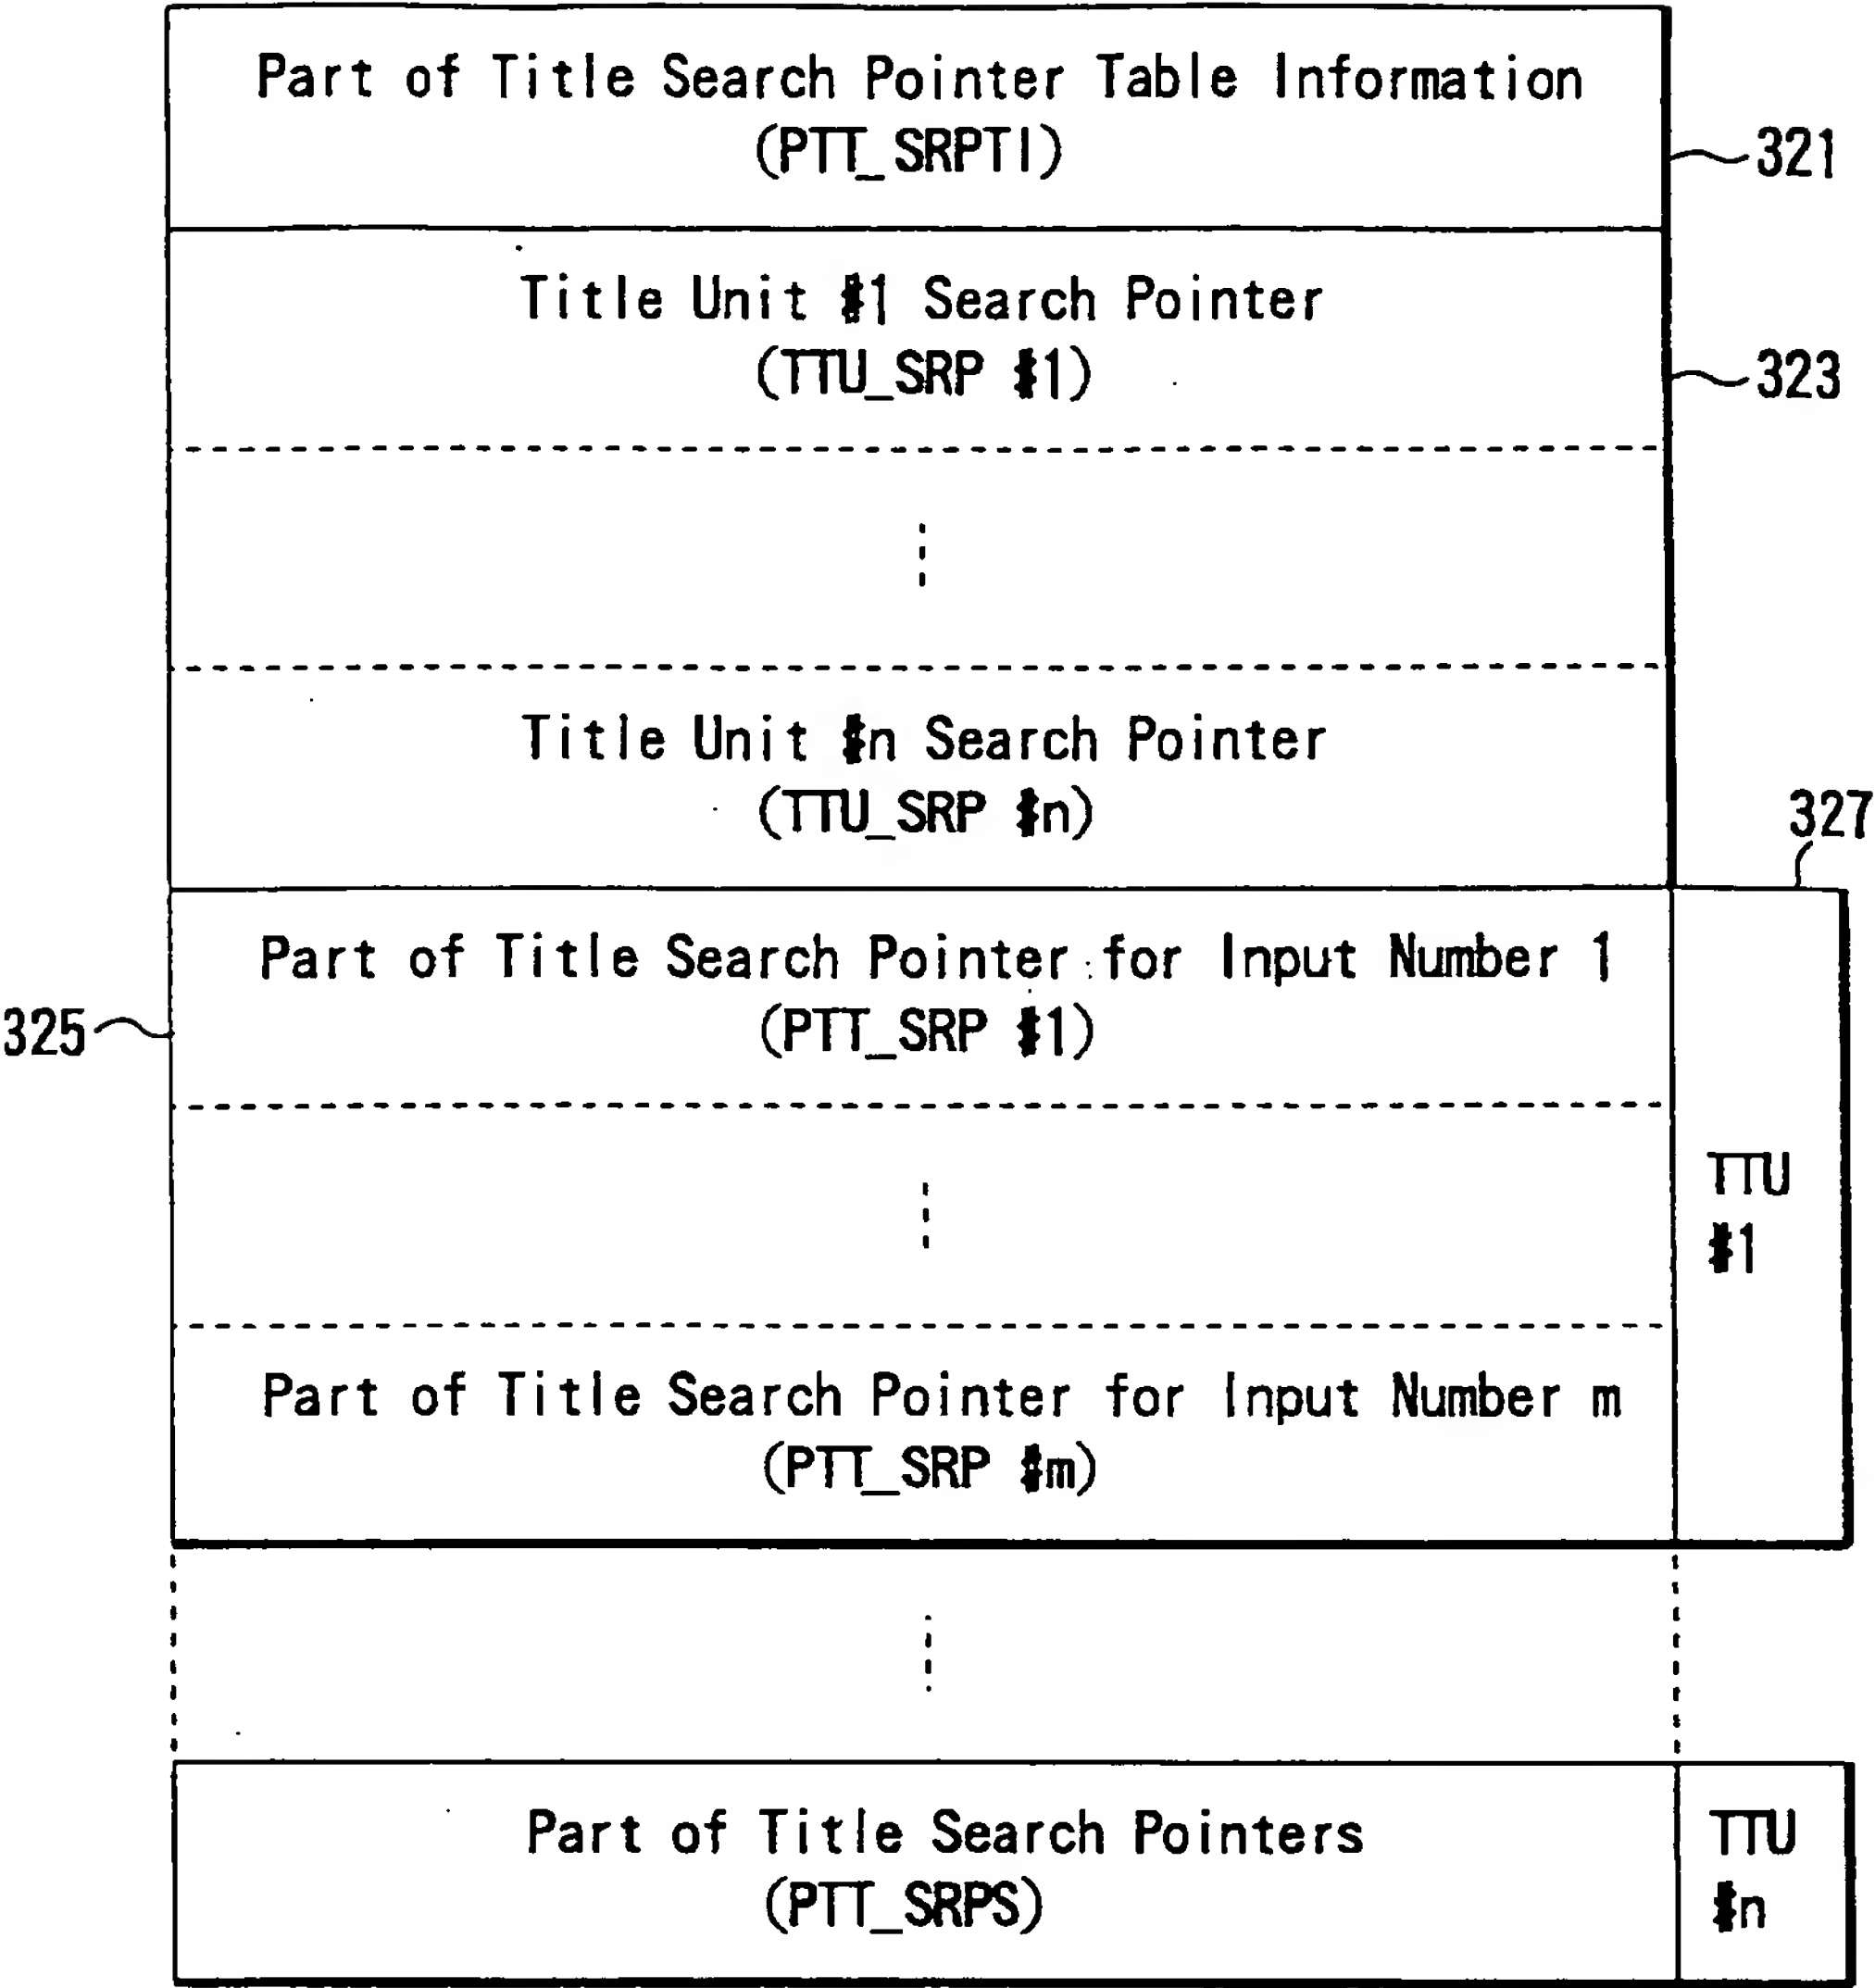 Part of Title Search Pointer Table Information
(PTT_SRPTI)
321
Title Unit #1 Search Pointer
(TTU_SRP #1)
323
Title Unit #n Search Pointer
(TTU_SRP #n)
327
Part of Title Search Pointer for Input Number 1
(PTT_SRP #1)
325
TTU
#1
Part of Title Search Pointer for Input Number m
(PTT_SRP #m)
Part of Title Search Pointers
(PTT_SRPS)
TTU
#n